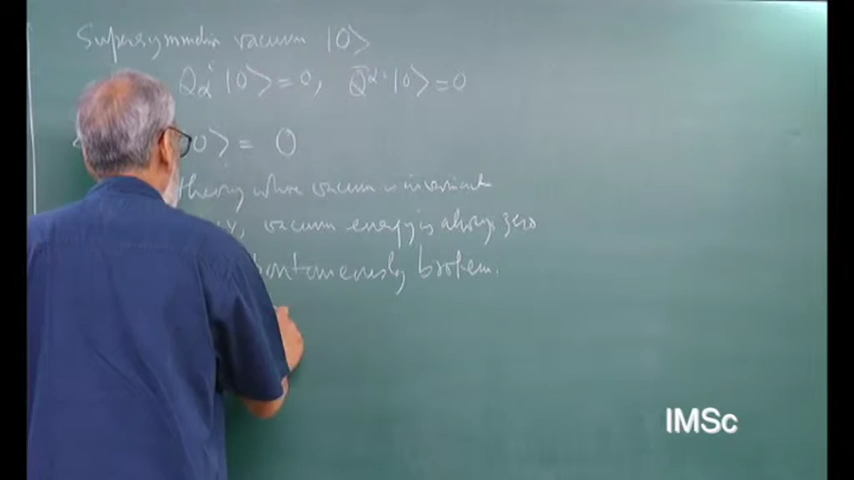 Supersymmetric vacuum |0>
Q_α^i |0> = 0, Q̄^α̇i |0> = 0
0> = 0
theory where vacuum is invariant
vacuum energy is always zero
spontaneously broken.
IMSc